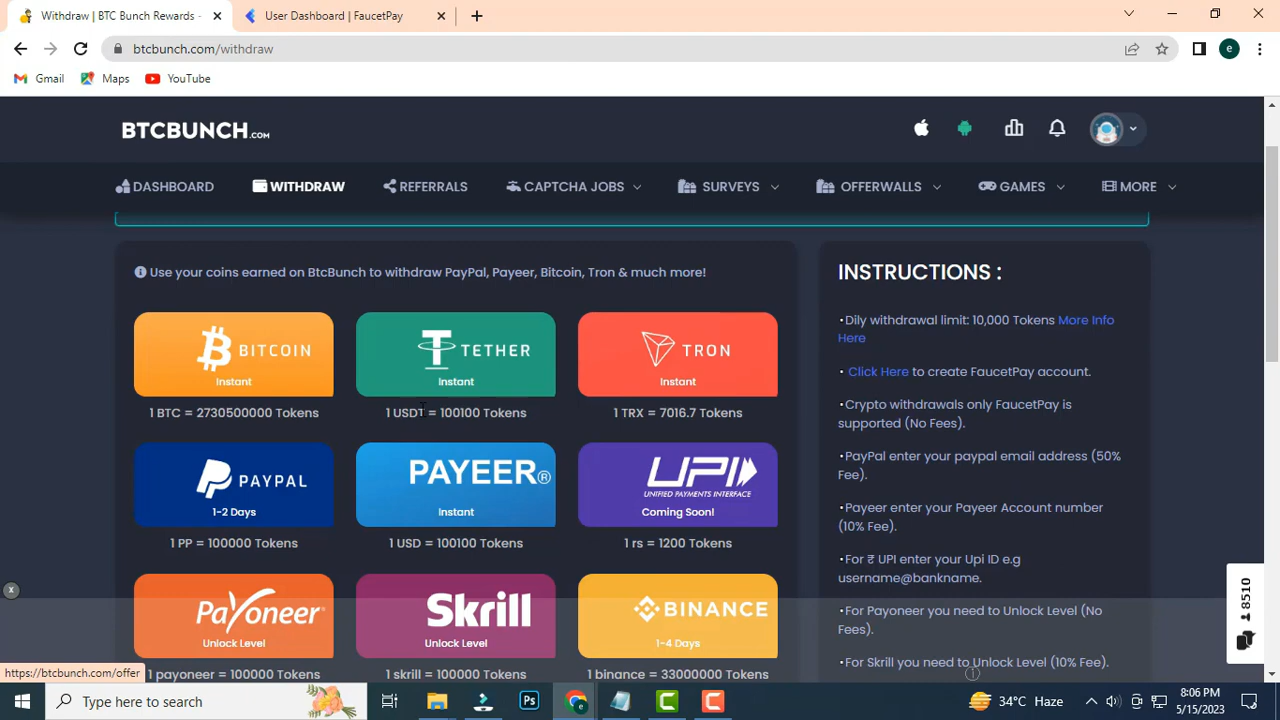 Withdraw | BTC Bunch Rewards -
User Dashboard | FaucetPay
btcbunch.com/withdraw
e
Gmail
Maps
YouTube
BTCBUNCH.COM
DASHBOARD
WITHDRAW
REFERRALS
CAPTCHA JOBS
SURVEYS
OFFERWALLS
GAMES
MORE
Use your coins earned on BtcBunch to withdraw PayPal, Payeer, Bitcoin, Tron & much more!
BITCOIN
Instant
1 BTC = 2730500000 Tokens
TETHER
Instant
1 USDT = 100100 Tokens
TRON
Instant
1 TRX = 7016.7 Tokens
PAYPAL
1-2 Days
1 PP = 100000 Tokens
PAYEER®
Instant
1 USD = 100100 Tokens
UPI
UNIFIED PAYMENTS INTERFACE
Coming Soon!
1 rs = 1200 Tokens
Payoneer®
Unlock Level
1 payoneer = 100000 Tokens
Skrill
Unlock Level
1 skrill = 100000 Tokens
BINANCE
1-4 Days
1 binance = 33000000 Tokens
INSTRUCTIONS :
•Dily withdrawal limit: 10,000 Tokens More Info
Here
• Click Here to create FaucetPay account.
•Crypto withdrawals only FaucetPay is
supported (No Fees).
•PayPal enter your paypal email address (50%
Fee).
•Payeer enter your Payeer Account number
(10% Fee).
•For ₹ UPI enter your Upi ID e.g
username@bankname.
•For Payoneer you need to Unlock Level (No
Fees).
•For Skrill you need to Unlock Level (10% Fee).
8510
x
https://btcbunch.com/offer
Type here to search
Ps
34°C Haze
8:06 PM
5/15/2023